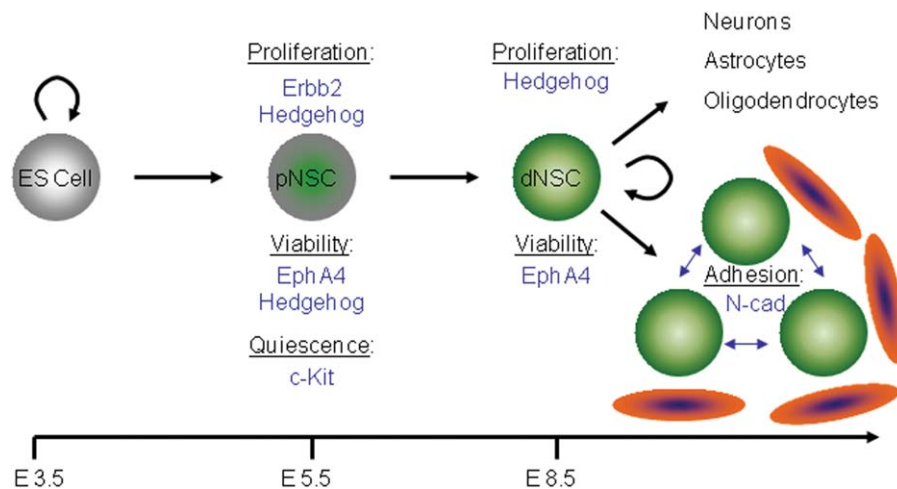 Neurons
Astrocytes
Oligodendrocytes
Proliferation:
Erbb2
Hedgehog
Proliferation:
Hedgehog
ES Cell
pNSC
dNSC
Viability:
EphA4
Hedgehog
Quiescence:
c-Kit
Viability:
EphA4
Adhesion:
N-cad
E3.5
E5.5
E8.5